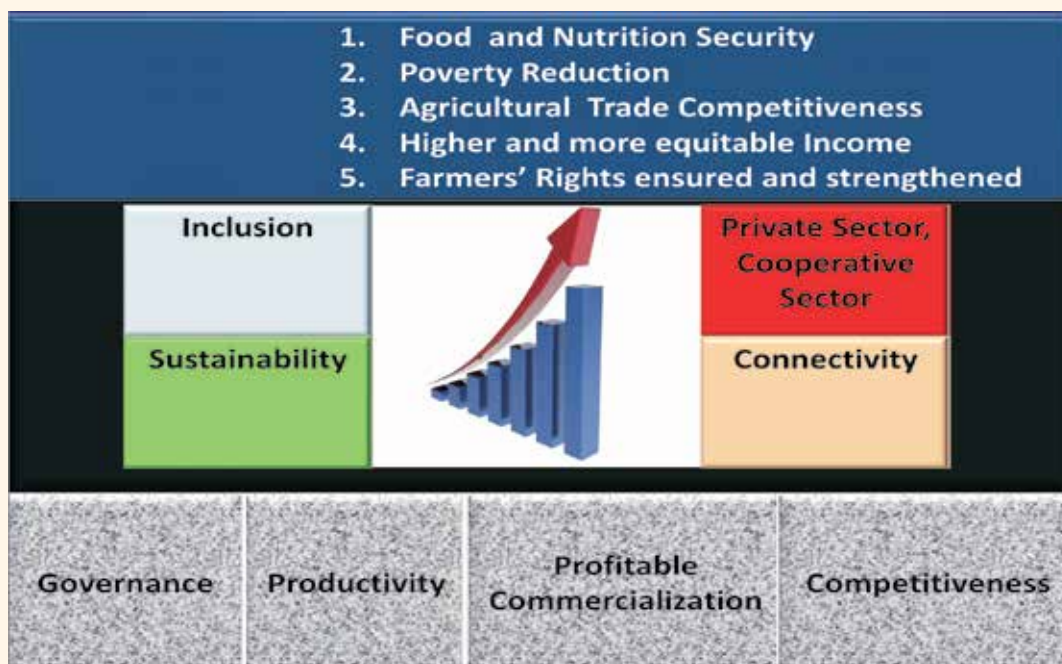 1. Food and Nutrition Security
2. Poverty Reduction
3. Agricultural Trade Competitiveness
4. Higher and more equitable Income
5. Farmers' Rights ensured and strengthened
Inclusion
Private Sector,
Cooperative
Sector
Sustainability
Connectivity
Governance
Productivity
Profitable
Commercialization
Competitiveness